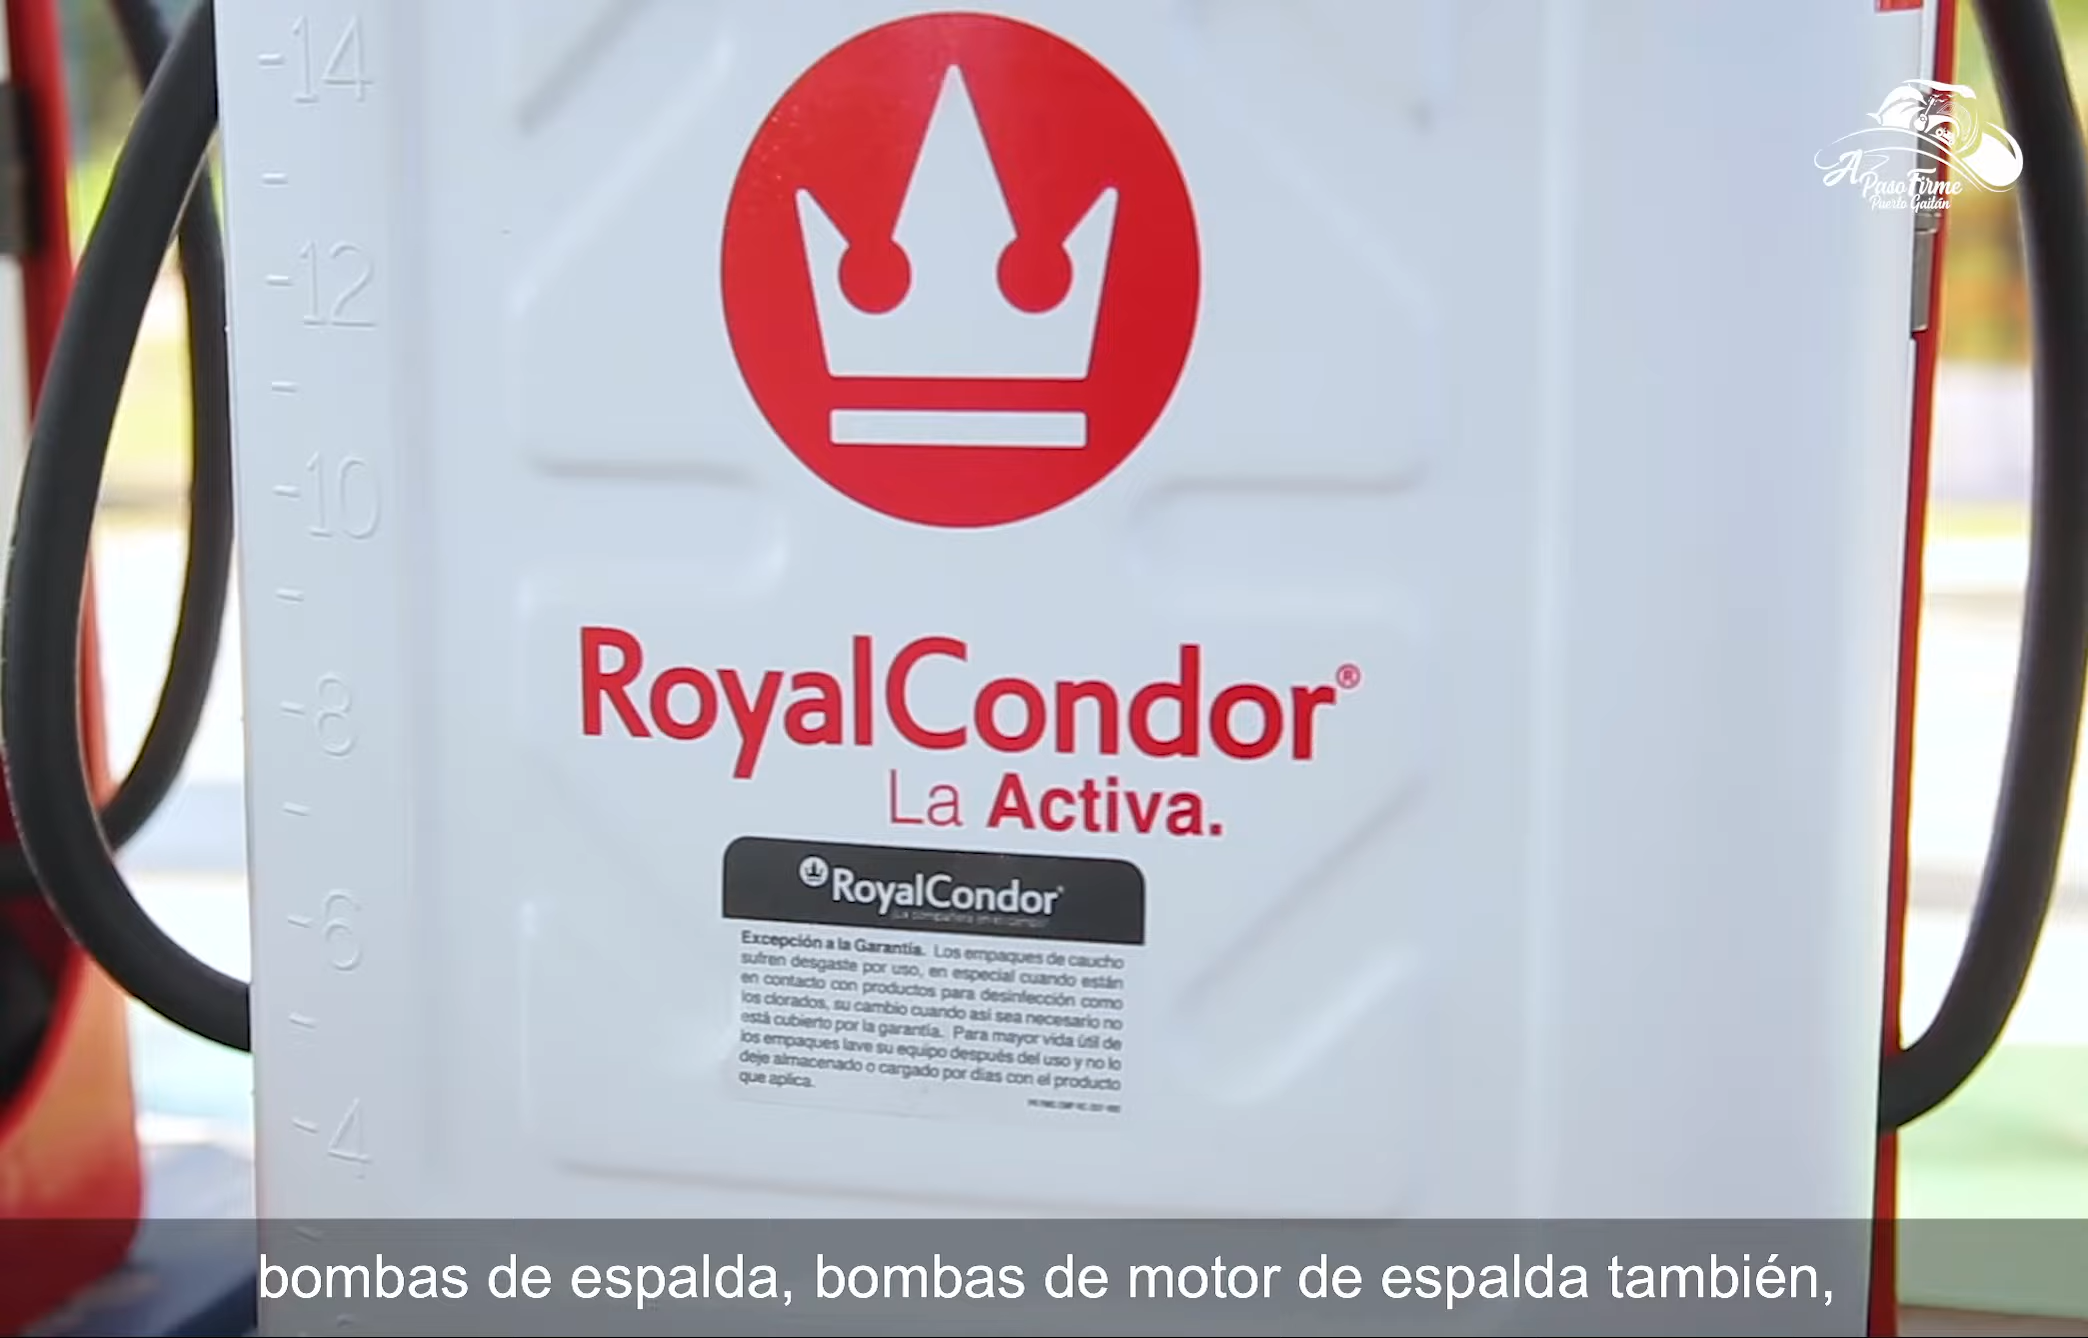 14
12
10
8
6
4
A
Paso Firme
Puerto Gaitán
RoyalCondor®
La Activa.
RoyalCondor
Excepción a la Garantía. Los empaques de caucho
sufren desgaste por uso, en especial cuando están
en contacto con productos para desinfección como
los clorados, su cambio cuando así sea necesario no
está cubierto por la garantía. Para mayor vida útil de
los empaques lave su equipo después del uso y no lo
deje almacenado o cargado por días con el producto
que aplica.
bombas de espalda, bombas de motor de espalda también,